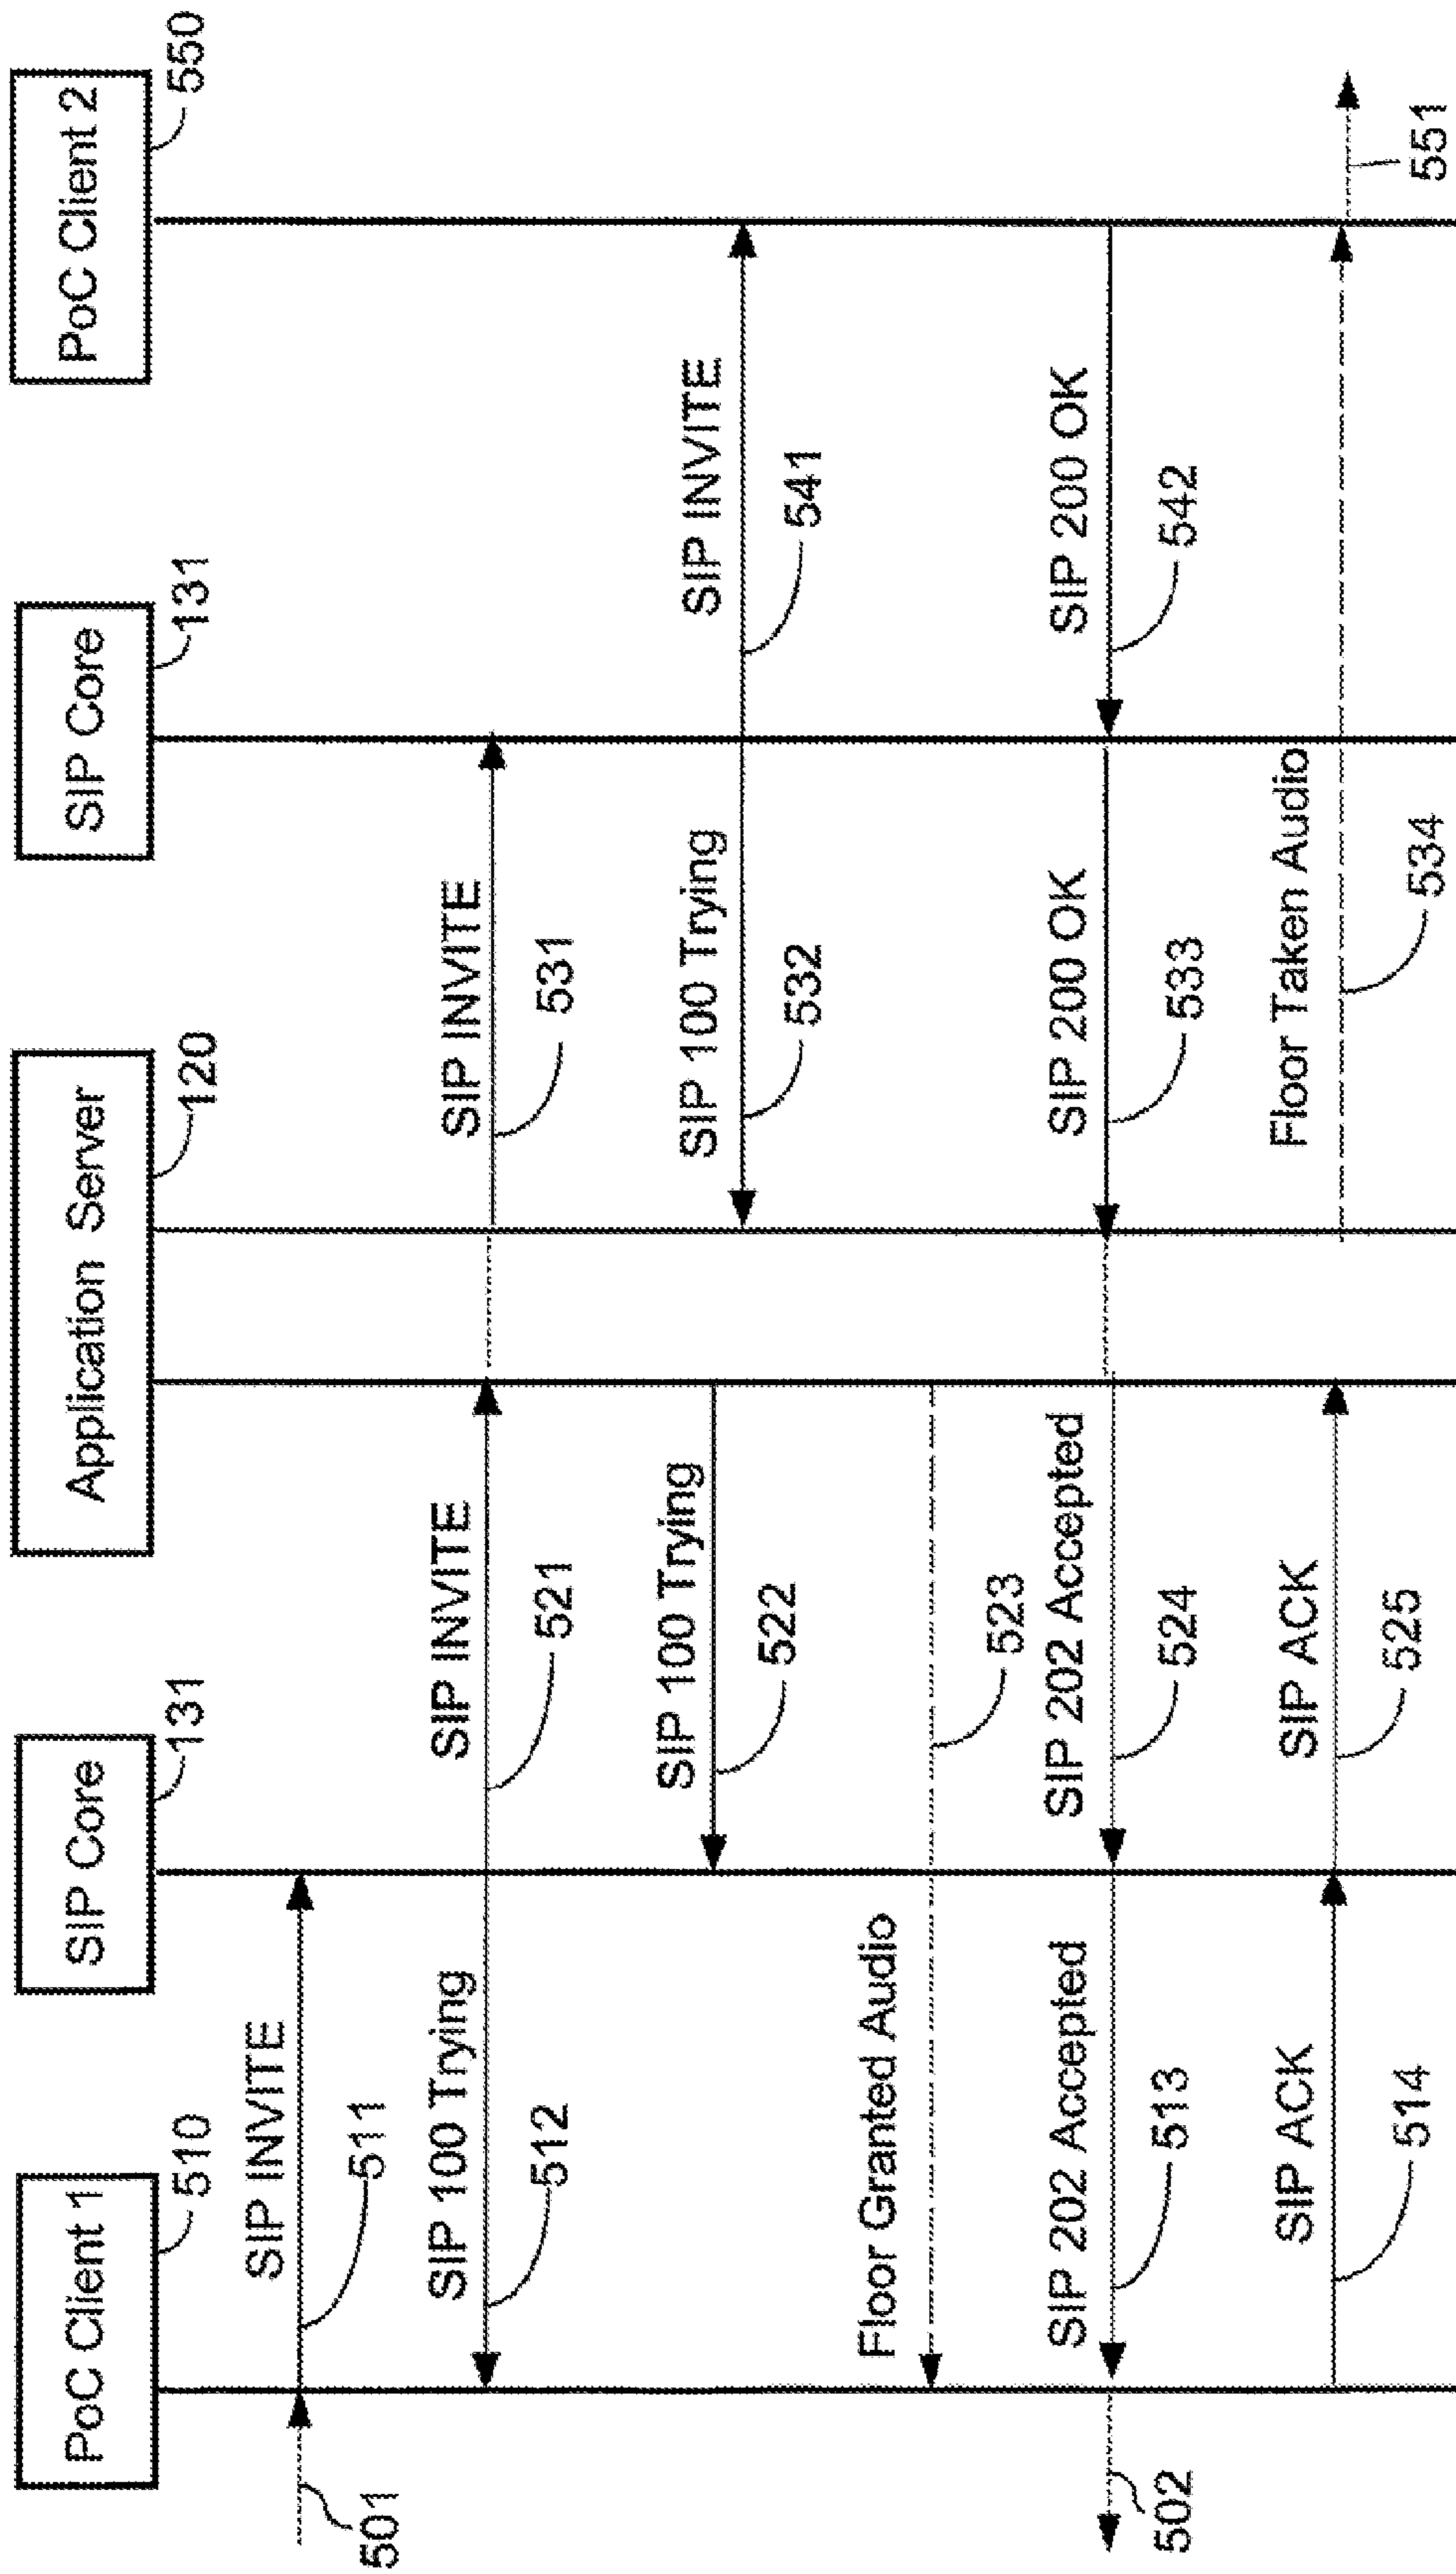 PoC Client 1
510
SIP Core
131
Application Server
120
SIP Core
131
PoC Client 2
550
501
SIP INVITE
511
SIP 100 Trying
512
SIP INVITE
521
SIP INVITE
531
SIP 100 Trying
522
SIP 100 Trying
532
SIP INVITE
541
Floor Granted Audio
523
502
SIP 202 Accepted
513
SIP 202 Accepted
524
SIP 200 OK
533
SIP 200 OK
542
SIP ACK
514
SIP ACK
525
Floor Taken Audio
534
551